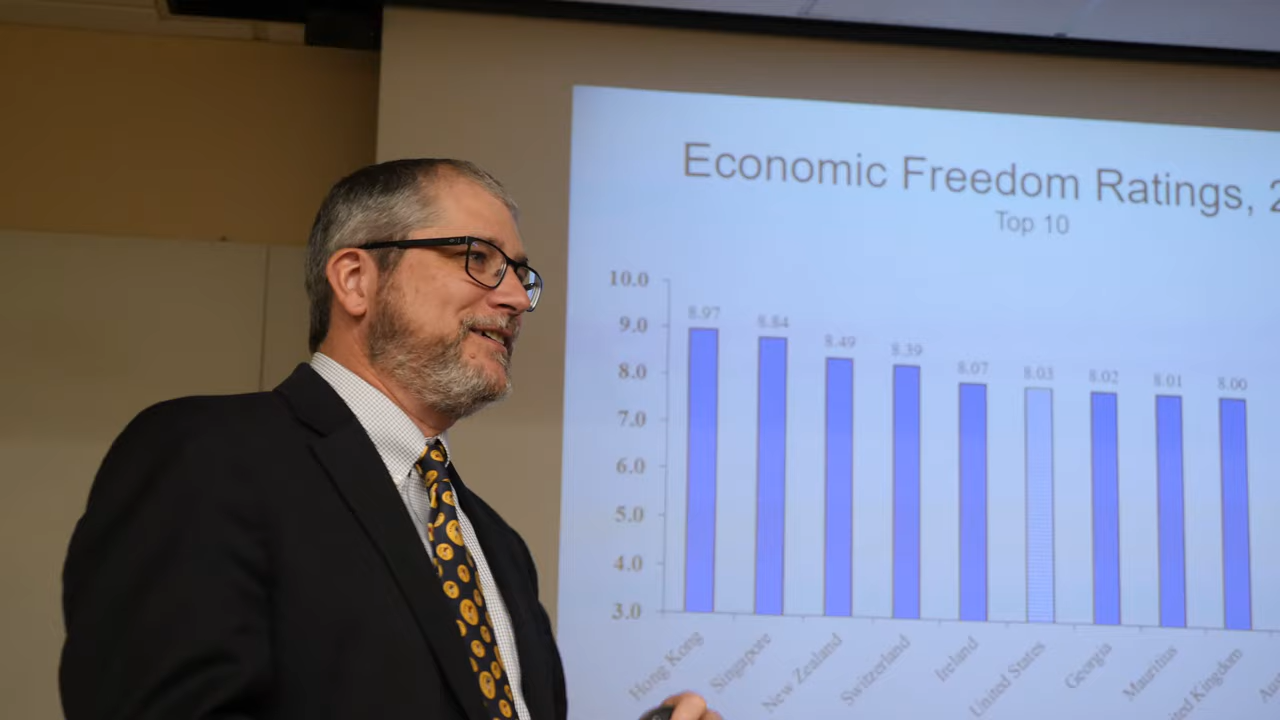 Economic Freedom Ratings, 2
Top 10
10.0
9.0
8.0
7.0
6.0
5.0
4.0
3.0
8.97
8.84
8.49
8.39
8.07
8.03
8.02
8.01
8.00
Hong Kong
Singapore
New Zealand
Switzerland
Ireland
United States
Georgia
Mauritius
Kingdom